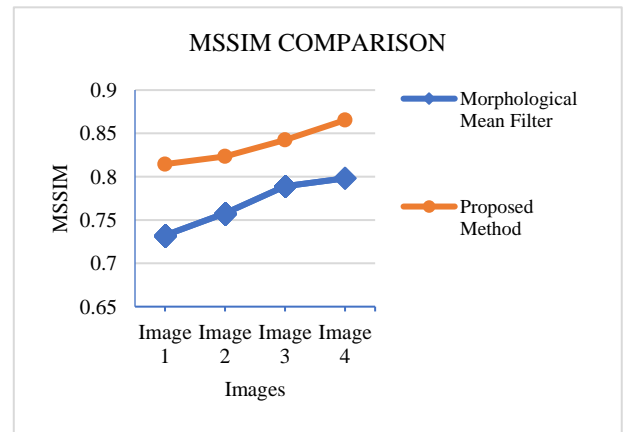 MSSIM COMPARISON
0.9
0.85
0.8
0.75
0.7
0.65
MSSIM
Image Image Image Image
1 2 3 4
Images
Morphological
Mean Filter
Proposed
Method